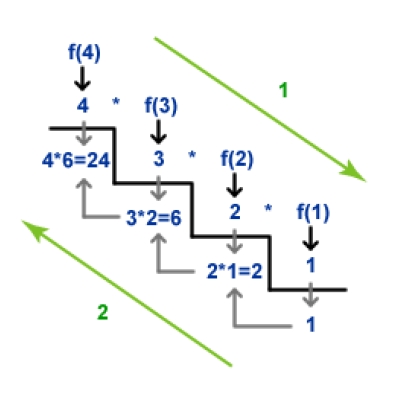 f(4)
1
4 * f(3)
4*6=24
3 * f(2)
3*2=6
2 * f(1)
2*1=2
1
1
2